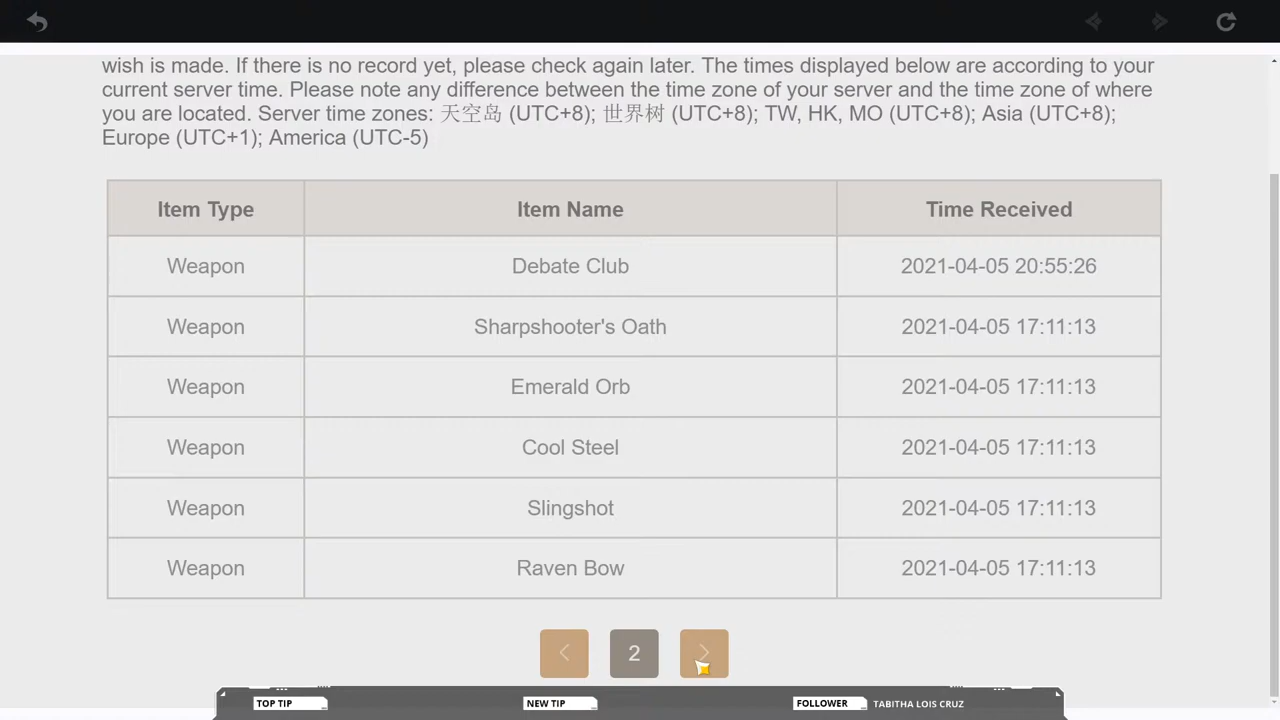 wish is made. If there is no record yet, please check again later. The times displayed below are according to your
current server time. Please note any difference between the time zone of your server and the time zone of where
you are located. Server time zones: 天空岛 (UTC+8); 世界树 (UTC+8); TW, HK, MO (UTC+8); Asia (UTC+8);
Europe (UTC+1); America (UTC-5)
Item Type Item Name Time Received
Weapon Debate Club 2021-04-05 20:55:26
Weapon Sharpshooter's Oath 2021-04-05 17:11:13
Weapon Emerald Orb 2021-04-05 17:11:13
Weapon Cool Steel 2021-04-05 17:11:13
Weapon Slingshot 2021-04-05 17:11:13
Weapon Raven Bow 2021-04-05 17:11:13
2
TOP TIP NEW TIP FOLLOWER TABITHA LOIS CRUZ